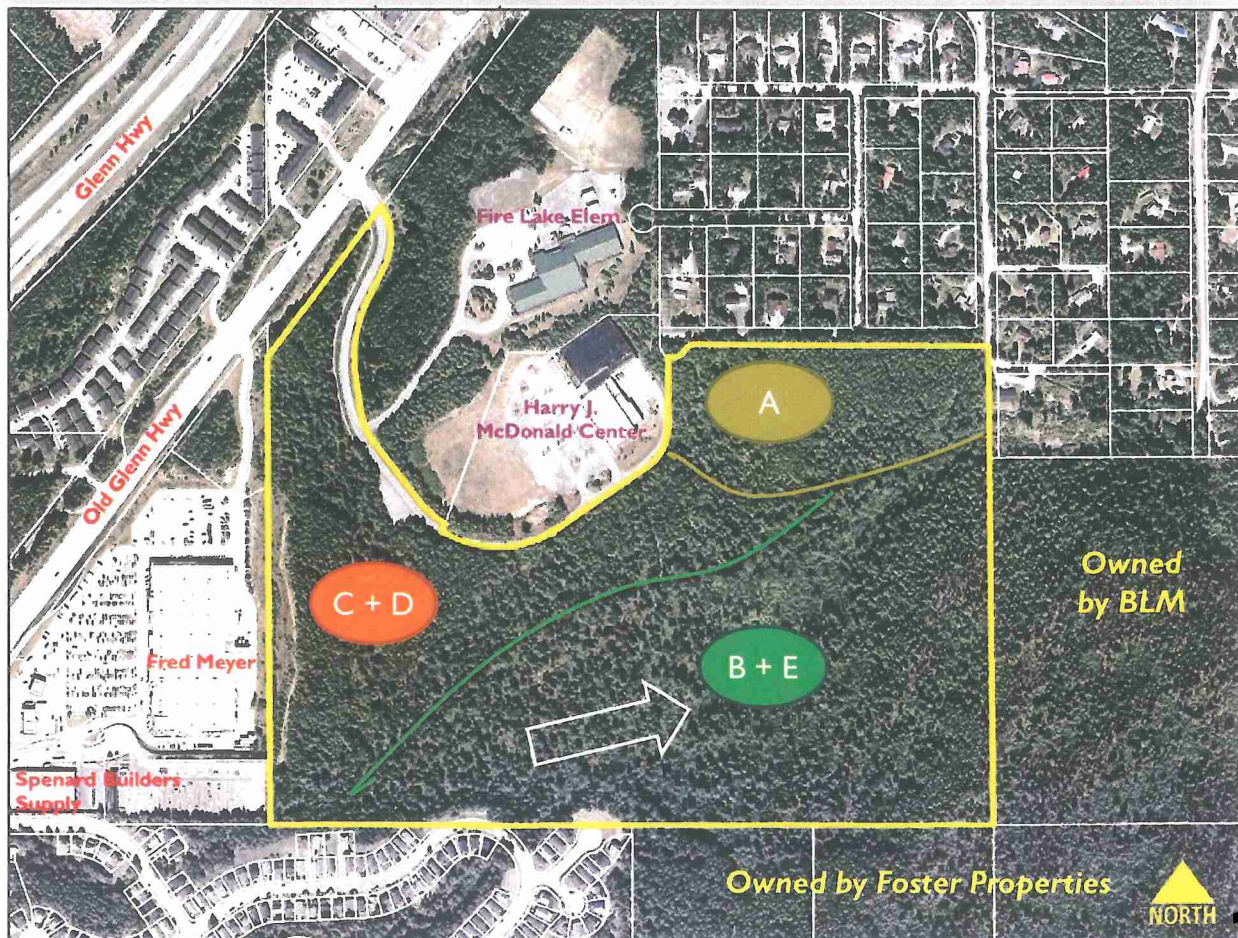 Glenn Hwy
Fire Lake Elem.
Harry J.
McDonald Center
A
Old Glenn Hwy
Owned
by BLM
C + D
Fred Meyer
B + E
Spenard Builders
Supply
Owned by Foster Properties
NORTH